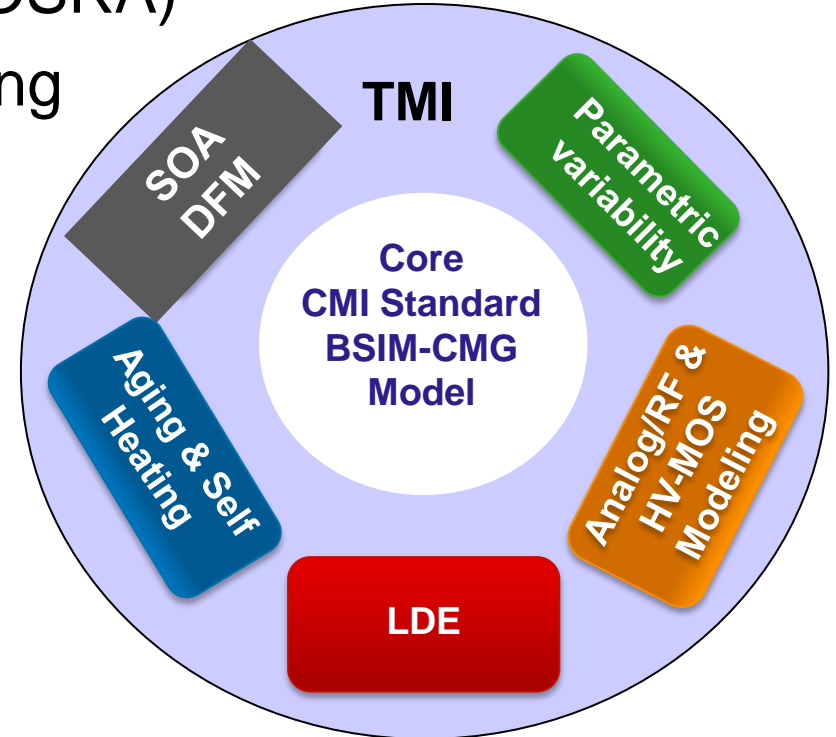 TMI
SOA
DFM
Parametric
variability
Core
CMI Standard
BSIM-CMG
Model
Aging & Self
Heating
Analog/RF &
HV-MOS
Modeling
LDE